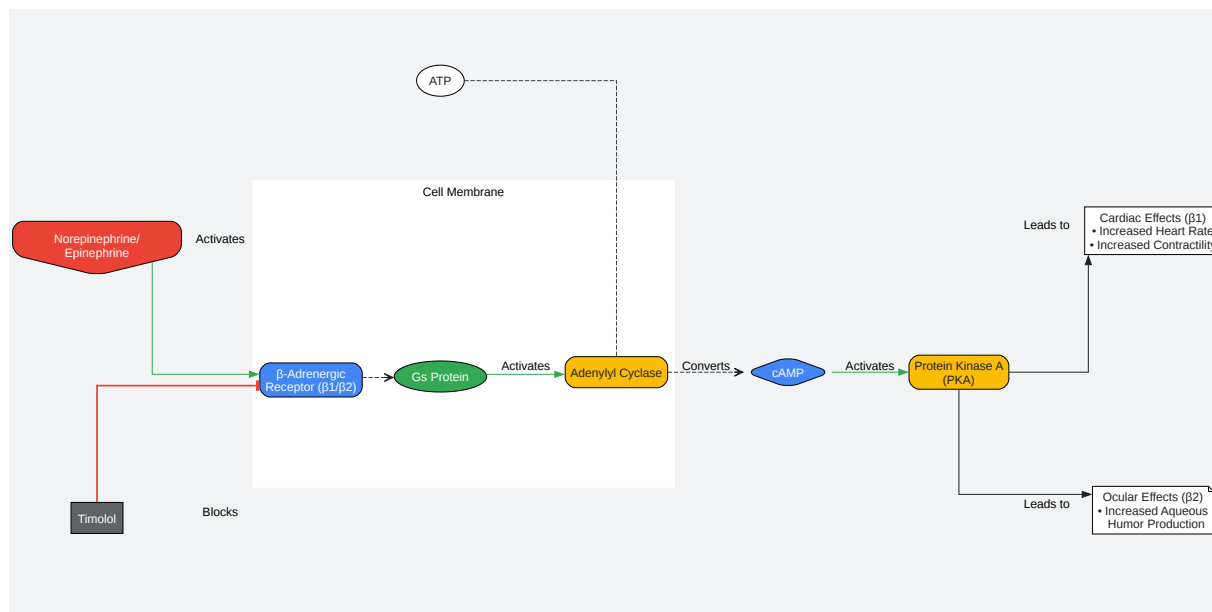 ATP
Cell Membrane
Norepinephrine/
Epinephrine
Activates
Leads to
Cardiac Effects (β1)
• Increased Heart Rate
• Increased Contractility
β-Adrenergic
Receptor (β1/β2)
Gs Protein
Activates
Adenylyl Cyclase
Converts
cAMP
Activates
Protein Kinase A
(PKA)
Timolol
Blocks
Leads to
Ocular Effects (β2)
• Increased Aqueous
Humor Production